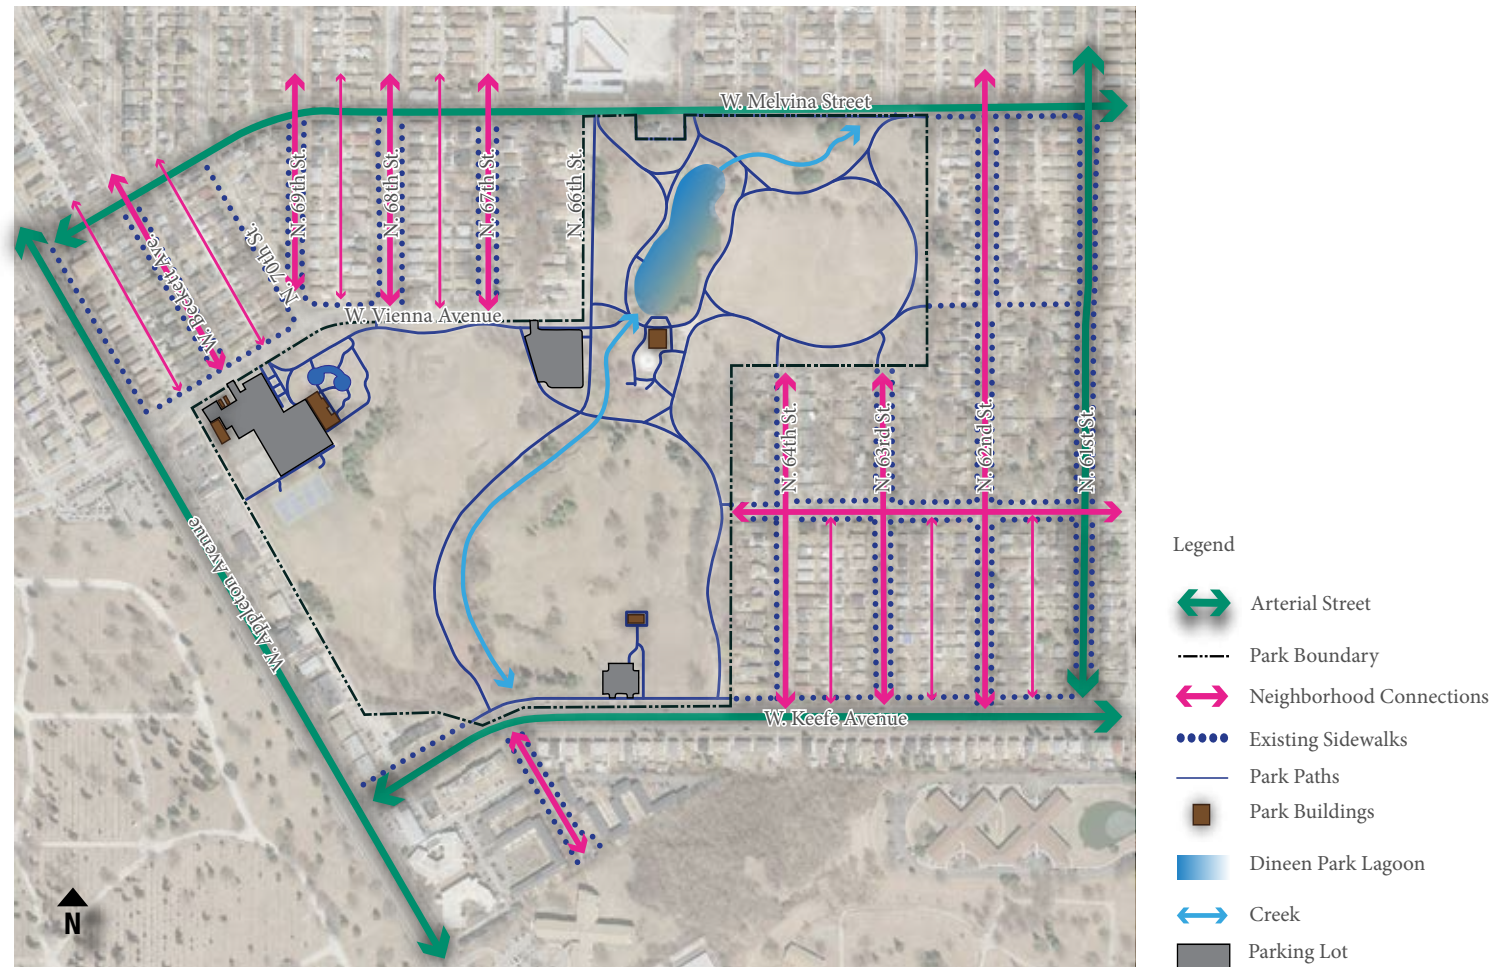 W. Melvina Street
N. 69th St.
N. 68th St.
N. 67th St.
N. 66th St.
N. 70th St.
W. Beckett Ave.
W. Vienna Avenue
N. 64th St.
N. 63rd St.
N. 62nd St.
N. 61st St.
W. Appleton Avenue
W. Keefe Avenue
N
Legend
Arterial Street
Park Boundary
Neighborhood Connections
Existing Sidewalks
Park Paths
Park Buildings
Dineen Park Lagoon
Creek
Parking Lot